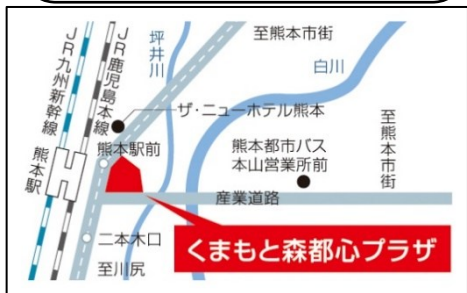 JR九州新幹線
JR鹿児島本線
坪井川
至熊本市街
白川
ザ・ニューホテル熊本
熊本駅前
熊本駅
熊本都市バス
本山営業所前
至熊本市街
産業道路
二本木口
至川尻
くまもと森都心プラザ